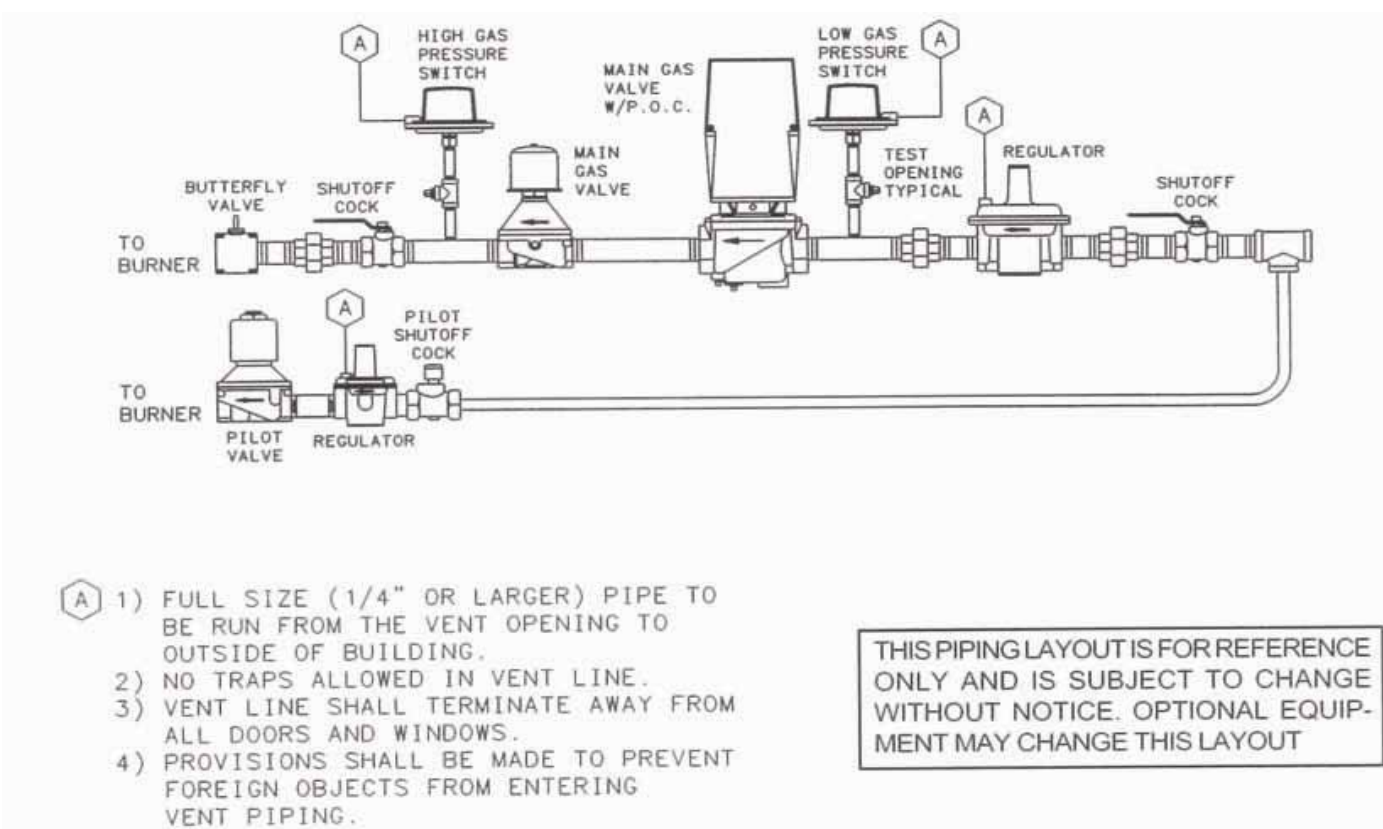 A
HIGH GAS
PRESSURE
SWITCH
MAIN GAS
VALVE
W/P.O.C.
LOW GAS
PRESSURE
SWITCH
A
A
MAIN
GAS
VALVE
TEST
OPENING
TYPICAL
REGULATOR
BUTTERFLY
VALVE
SHUTOFF
COCK
SHUTOFF
COCK
TO
BURNER
A
PILOT
SHUTOFF
COCK
TO
BURNER
PILOT
VALVE
REGULATOR
A 1) FULL SIZE (1/4" OR LARGER) PIPE TO
BE RUN FROM THE VENT OPENING TO
OUTSIDE OF BUILDING.
2) NO TRAPS ALLOWED IN VENT LINE.
3) VENT LINE SHALL TERMINATE AWAY FROM
ALL DOORS AND WINDOWS.
4) PROVISIONS SHALL BE MADE TO PREVENT
FOREIGN OBJECTS FROM ENTERING
VENT PIPING.
THIS PIPING LAYOUT IS FOR REFERENCE
ONLY AND IS SUBJECT TO CHANGE
WITHOUT NOTICE. OPTIONAL EQUIP-
MENT MAY CHANGE THIS LAYOUT